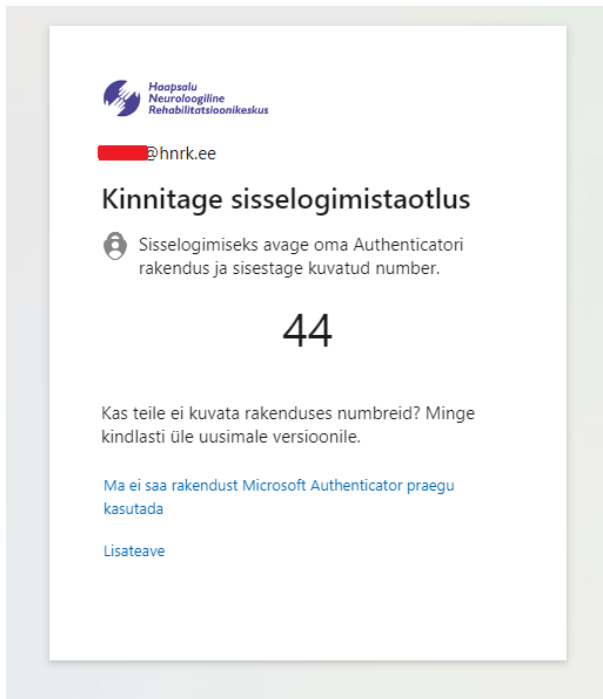 Haapsalu
Neuroloogiline
Rehabilitatsioonikeskus
@hnrk.ee
Kinnitage sisselogimistaotlus
Sisselogimiseks avage oma Authenticatori
rakendus ja sisestage kuvatud number.
44
Kas teile ei kuvata rakenduses numbreid? Minge
kindlasti üle uusimale versioonile.
Ma ei saa rakendust Microsoft Authenticator praegu
kasutada
Lisateave